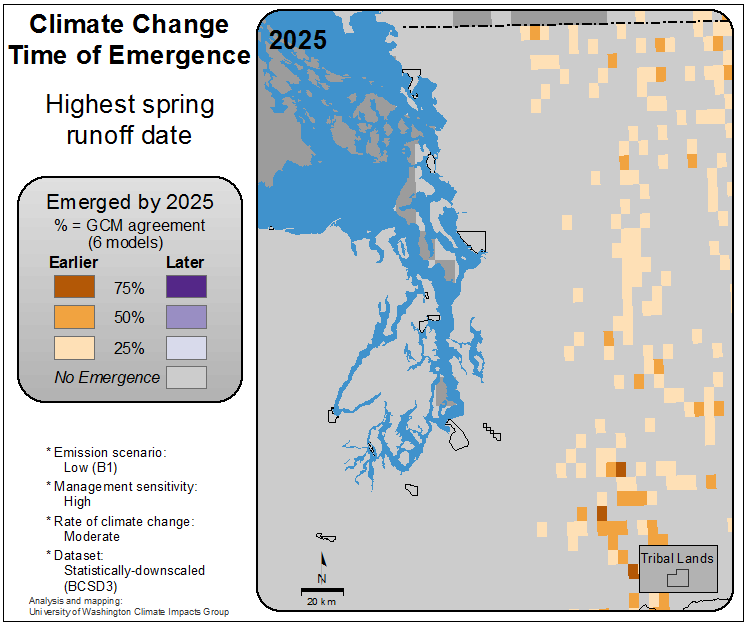 Climate Change
Time of Emergence
Highest spring
runoff date
Emerged by 2025
% = GCM agreement
(6 models)
Earlier Later
75%
50%
25%
No Emergence
* Emission scenario:
Low (B1)
* Management sensitivity:
High
* Rate of climate change:
Moderate
* Dataset:
Statistically-downscaled
(BCSD3)
Analysis and mapping:
University of Washington Climate Impacts Group
2025
N
20 km
Tribal Lands